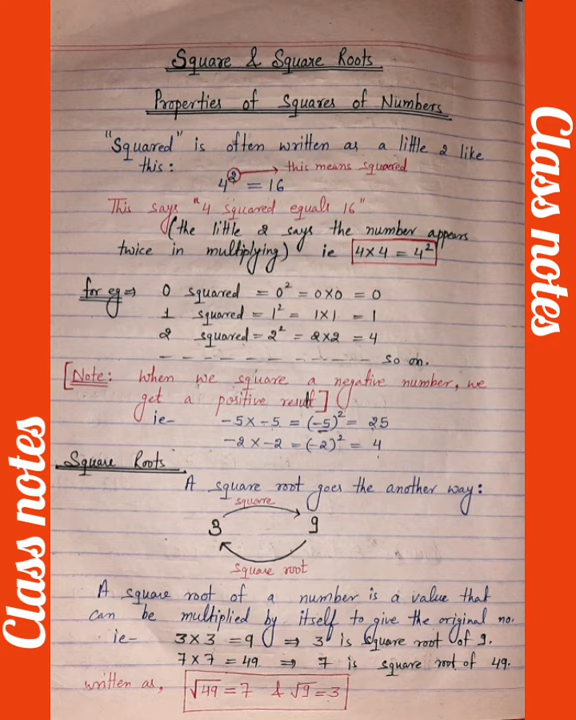 Square & Square Roots.
Properties of Squares of Numbers.
"Squared" is often written as a little 2 like
this:
4² → this means squared
4² = 16
This says "4 squared equals 16"
(the little 2 says the number appears
twice in multiplying) ie 4×4 = 4²
for eg ⇒ 0 squared = 0² = 0×0 = 0
1 squared = 1² = 1×1 = 1
2 squared = 2² = 2×2 = 4
_ _ _ _ _ _ _ _ _ _ so on.
[Note: When we square a negative number, we
get a positive result]
ie- -5×-5 = (-5)² = 25
-2×-2 = (-2)² = 4
Square Roots
A square root goes the another way:
square
3 9
square root
A square root of a number is a value that
can be multiplied by itself to give the original no.
ie- 3×3 = 9 ⇒ 3 is square root of 9.
7×7 = 49 ⇒ 7 is square root of 49.
written as, √49 = 7 & √9 = 3
Class notes
Class notes